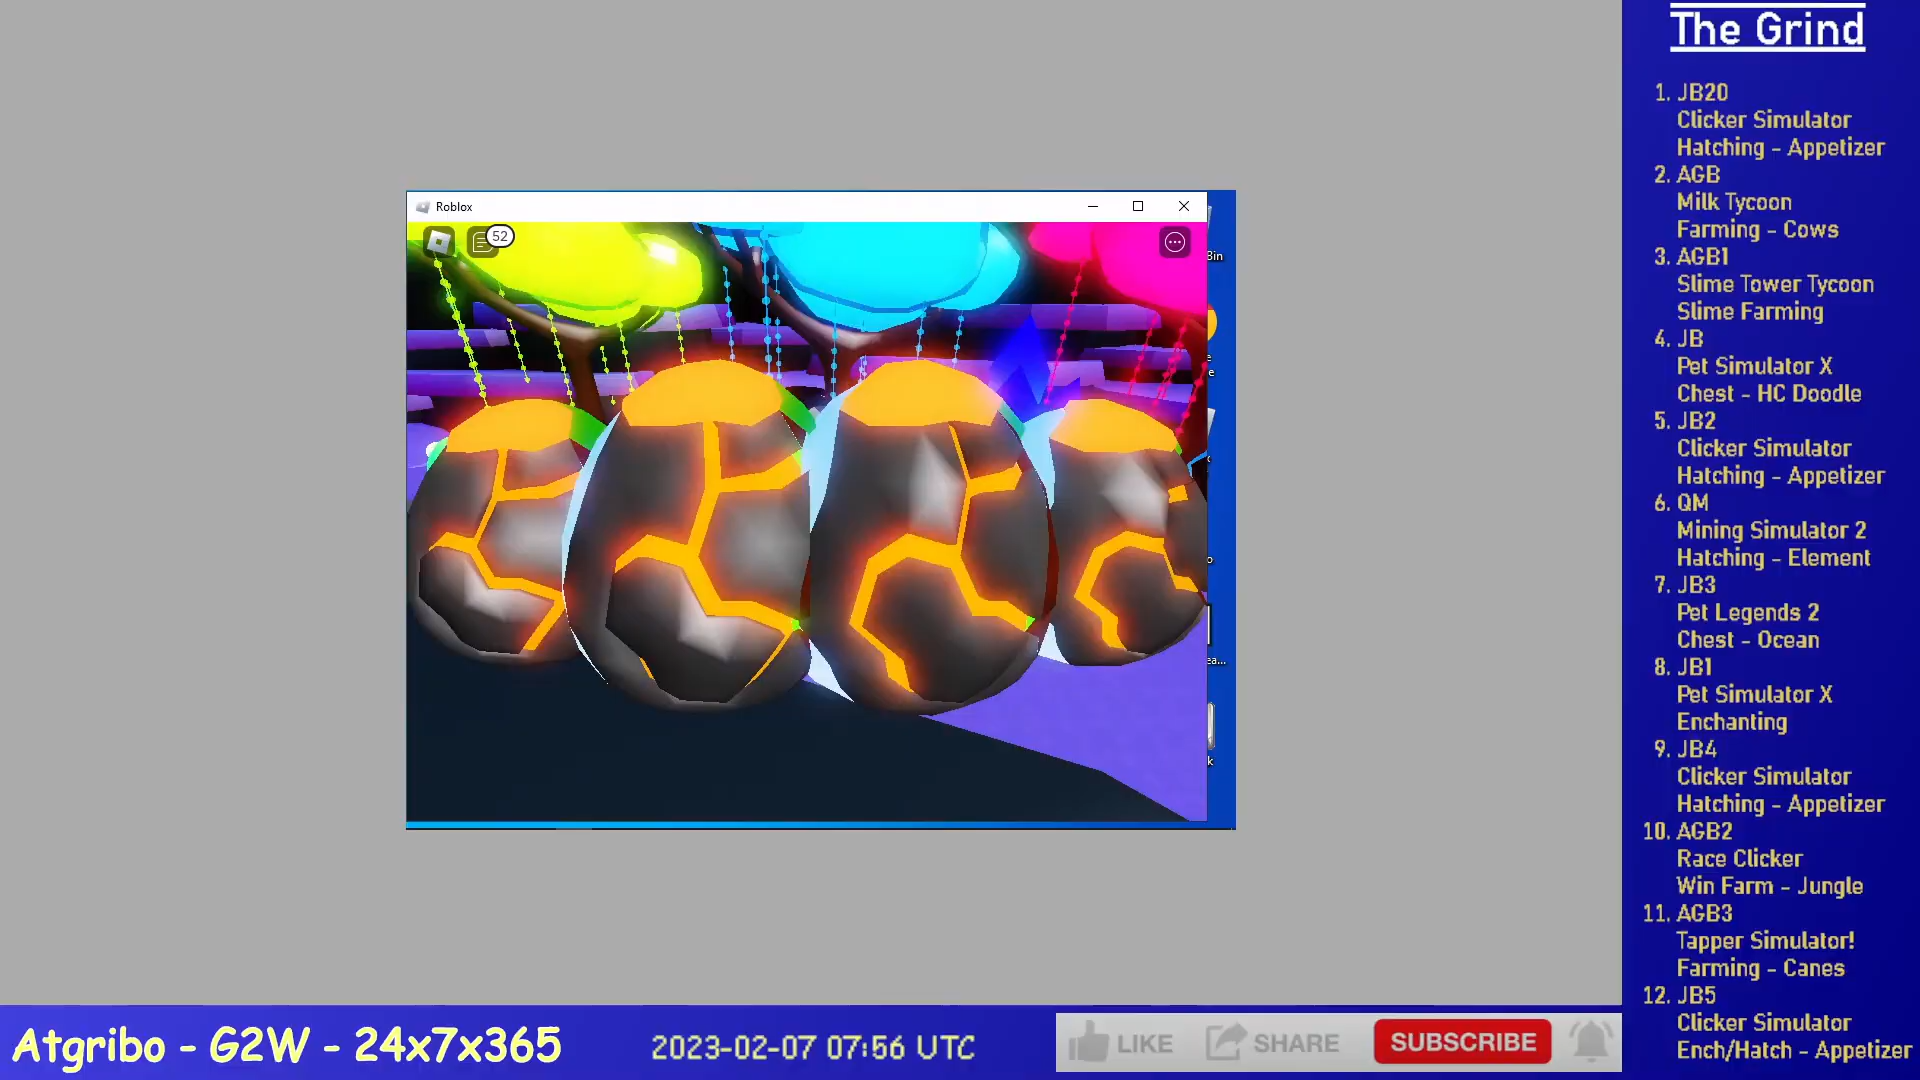 The Grind
1. JB20
Clicker Simulator
Hatching - Appetizer
2. AGB
Milk Tycoon
Farming - Cows
3. AGB1
Slime Tower Tycoon
Slime Farming
4. JB
Pet Simulator X
Chest - HC Doodle
5. JB2
Clicker Simulator
Hatching - Appetizer
6. QM
Mining Simulator 2
Hatching - Element
7. JB3
Pet Legends 2
Chest - Ocean
8. JB1
Pet Simulator X
Enchanting
9. JB4
Clicker Simulator
Hatching - Appetizer
10. AGB2
Race Clicker
Win Farm - Jungle
11. AGB3
Tapper Simulator!
Farming - Canes
12. JB5
Clicker Simulator
Ench/Hatch - Appetizer
Roblox
52
Bin
e
e
ea...
k
Atgribo - G2W - 24x7x365
2023-02-07 07:56 UTC
LIKE
SHARE
SUBSCRIBE